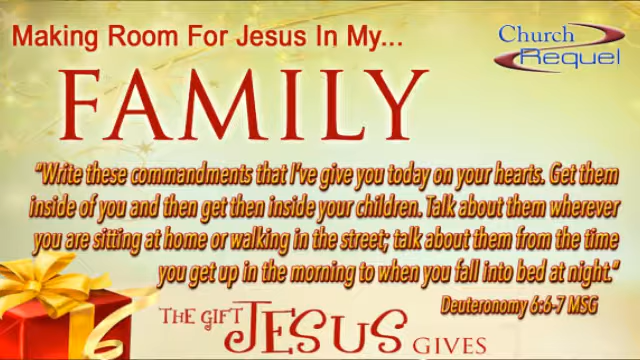 Making Room For Jesus In My...
Church
Requel
FAMILY
"Write these commandments that I've give you today on your hearts. Get them
inside of you and then get then inside your children. Talk about them wherever
you are sitting at home or walking in the street; talk about them from the time
you get up in the morning to when you fall into bed at night."
Deuteronomy 6:6-7 MSG
THE GIFT JESUS GIVES